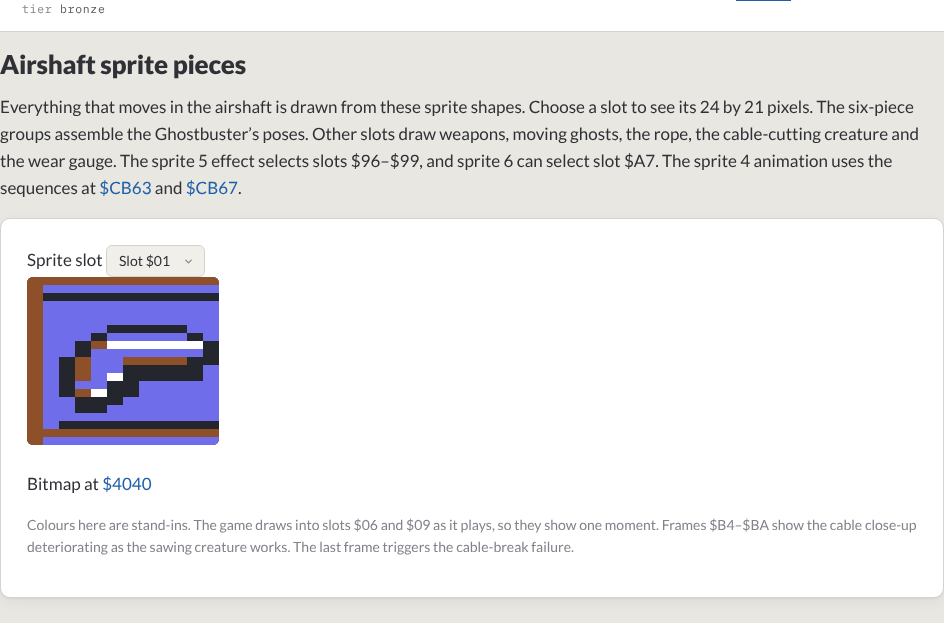 tier bronze
Airshaft sprite pieces
Everything that moves in the airshaft is drawn from these sprite shapes. Choose a slot to see its 24 by 21 pixels. The six-piece
groups assemble the Ghostbuster’s poses. Other slots draw weapons, moving ghosts, the rope, the cable-cutting creature and
the wear gauge. The sprite 5 effect selects slots $96–$99, and sprite 6 can select slot $A7. The sprite 4 animation uses the
sequences at $CB63 and $CB67.
Sprite slot Slot $01
Bitmap at $4040
Colours here are stand-ins. The game draws into slots $06 and $09 as it plays, so they show one moment. Frames $B4–$BA show the cable close-up
deteriorating as the sawing creature works. The last frame triggers the cable-break failure.